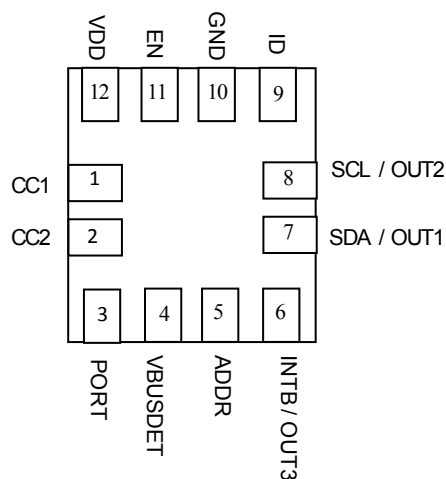 VDD
EN
GND
ID
12
11
10
9
CC1
1
8
SCL / OUT2
CC2
2
7
SDA / OUT1
3
4
5
6
PORT
VBUSDET
ADDR
INTB / OUT3